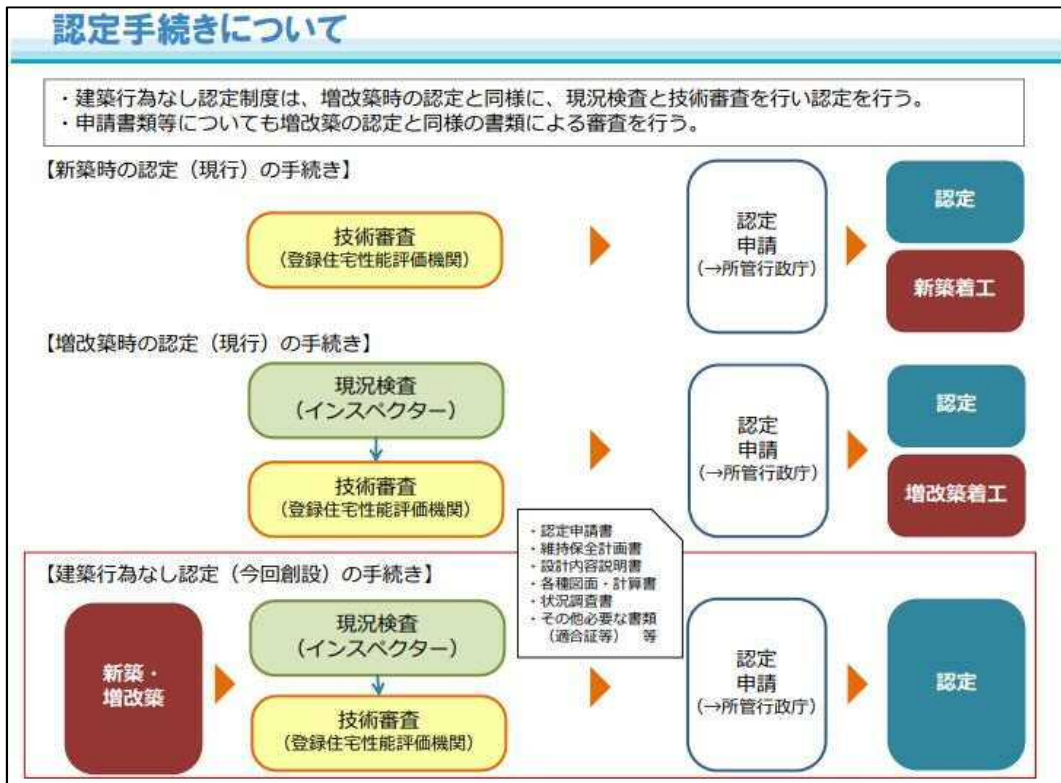 認定手続きについて
・建築行為なし認定制度は、増改築時の認定と同様に、現況検査と技術審査を行い認定を行う。
・申請書類等についても増改築の認定と同様の書類による審査を行う。
【新築時の認定（現行）の手続き】
技術審査
（登録住宅性能評価機関）
認定
申請
（→所管行政庁）
認定
新築着工
【増改築時の認定（現行）の手続き】
現況検査
（インスペクター）
技術審査
（登録住宅性能評価機関）
認定
申請
（→所管行政庁）
認定
増改築着工
・認定申請書
・維持保全計画書
・設計内容説明書
・各種図面・計算書
・状況調査書
・その他必要な書類
（適合証等）　等
【建築行為なし認定（今回創設）の手続き】
新築・
増改築
現況検査
（インスペクター）
技術審査
（登録住宅性能評価機関）
認定
申請
（→所管行政庁）
認定